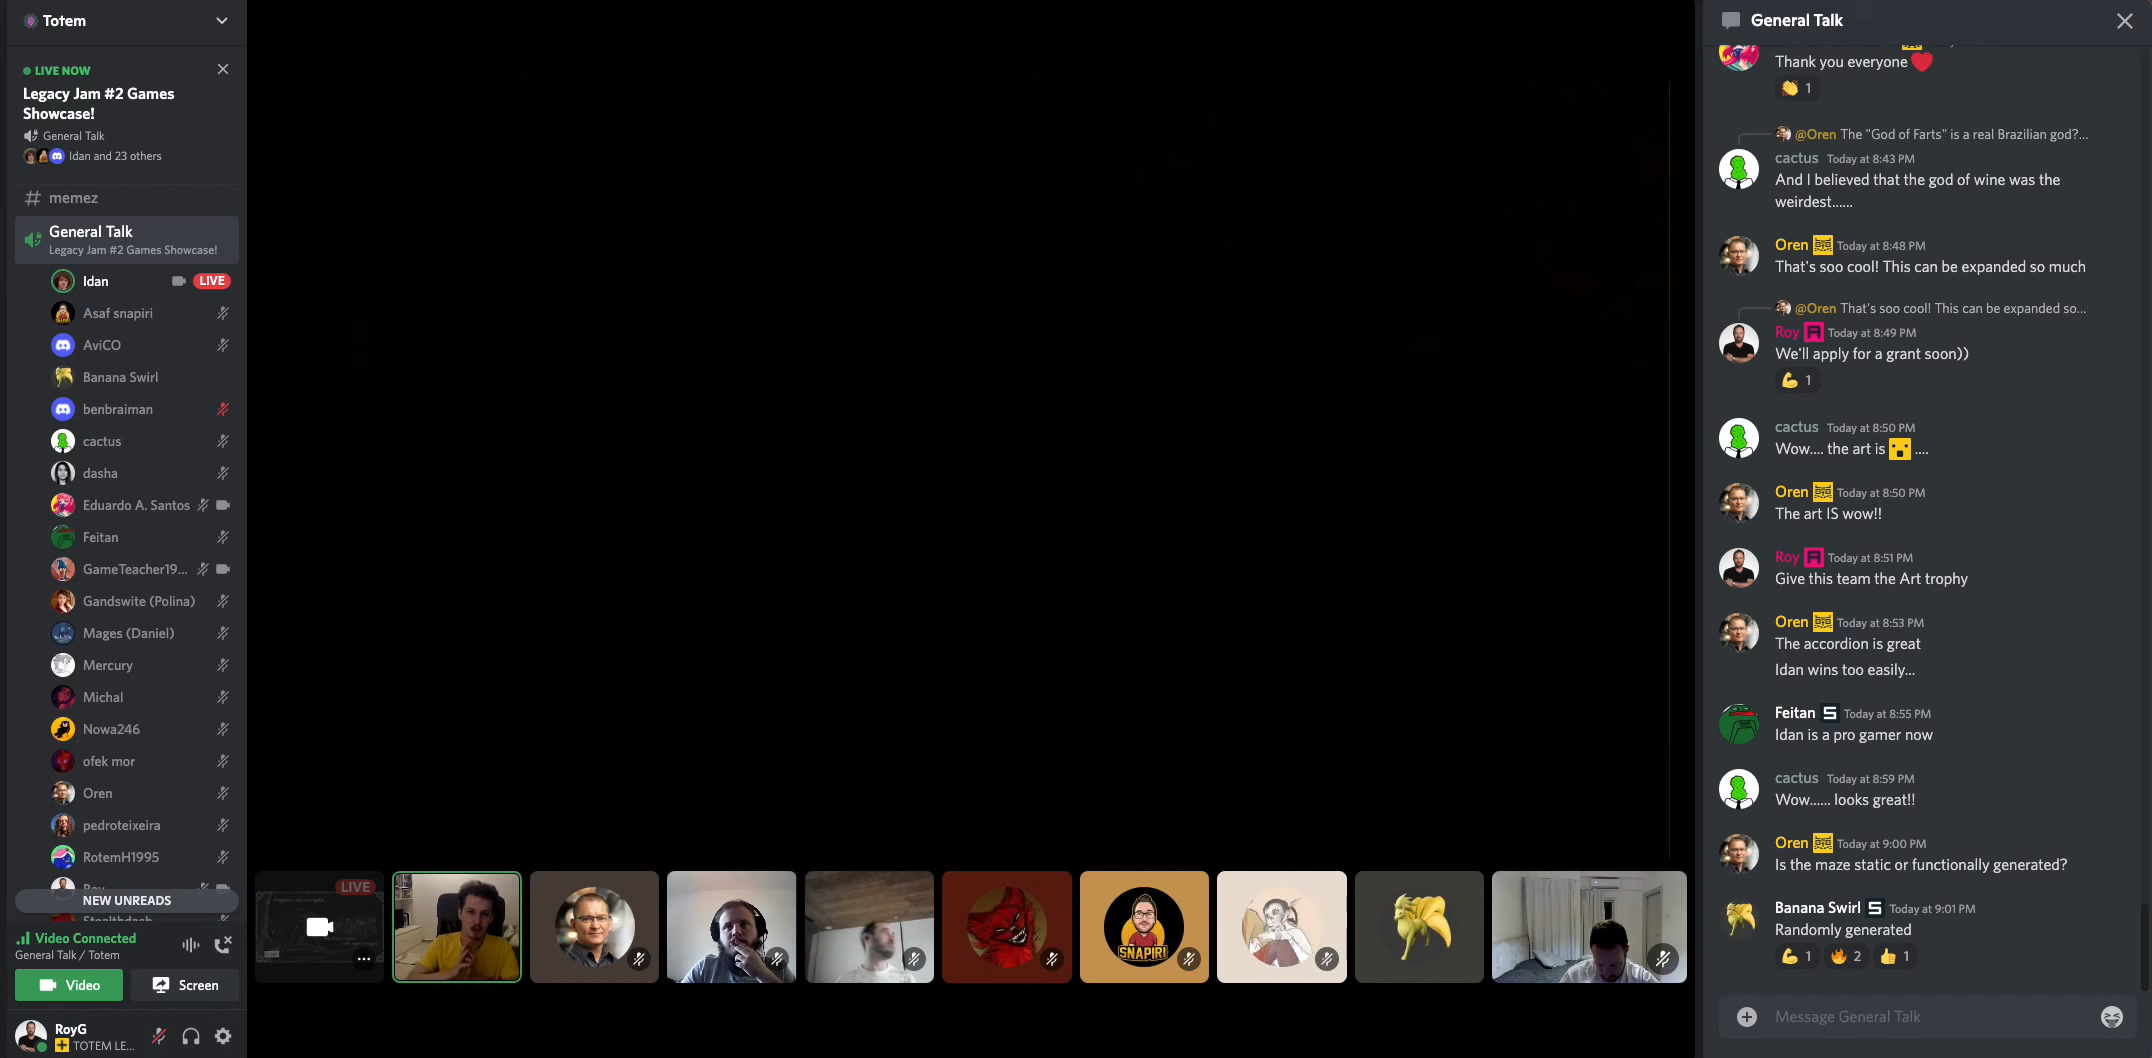 Totem
LIVE NOW
Legacy Jam #2 Games
Showcase!
General Talk
Idan and 23 others
memez
General Talk
Legacy Jam #2 Games Showcase!
Idan LIVE
Asaf snapiri
AviCO
Banana Swirl
benbraiman
cactus
dasha
Eduardo A. Santos
Feitan
GameTeacher19...
Gandswite (Polina)
Mages (Daniel)
Mercury
Michal
Nowa246
ofek mor
Oren
pedroteixeira
RotemH1995
NEW UNREADS
Video Connected
General Talk / Totem
Video
Screen
RoyG
TOTEM LE...
LIVE
SNAPIRI
General Talk
Thank you everyone
1
@Oren The "God of Farts" is a real Brazilian god?...
cactus Today at 8:43 PM
And I believed that the god of wine was the
weirdest......
Oren Today at 8:48 PM
That's soo cool! This can be expanded so much
@Oren That's soo cool! This can be expanded so...
Roy Today at 8:49 PM
We'll apply for a grant soon))
1
cactus Today at 8:50 PM
Wow.... the art is ....
Oren Today at 8:50 PM
The art IS wow!!
Roy Today at 8:51 PM
Give this team the Art trophy
Oren Today at 8:53 PM
The accordion is great
Idan wins too easily...
Feitan S Today at 8:55 PM
Idan is a pro gamer now
cactus Today at 8:59 PM
Wow...... looks great!!
Oren Today at 9:00 PM
Is the maze static or functionally generated?
Banana Swirl S Today at 9:01 PM
Randomly generated
1 2 1
Message General Talk